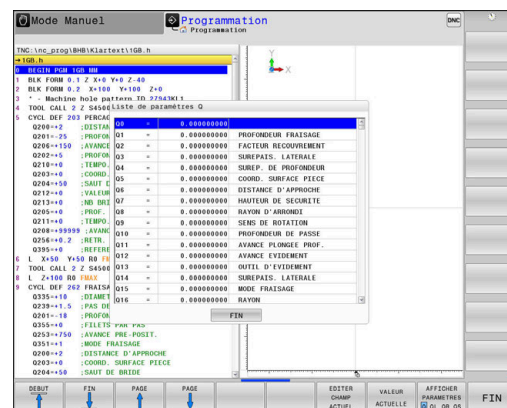 Mode Manuel
Programmation
Programmation
DNC
TNC:\nc_prog\BHB\Klartext\1GB.h
→1GB.h
0 BEGIN PGM 1GB MM
1 BLK FORM 0.1 Z X+0 Y+0 Z-40
2 BLK FORM 0.2 X+100 Y+100 Z+0
3 * - Machine hole pattern ID 27943KL1
4 TOOL CALL 2 Z S4500
5 CYCL DEF 203 PERCAG
Q200=+2 ;DISTAN
Q201=-25 ;PROFON
Q206=+150 ;AVANCE
Q202=+5 ;PROFON
Q210=+0 ;TEMPO.
Q203=+0 ;COORD.
Q204=+50 ;SAUT D
Q212=+0 ;VALEUR
Q213=+0 ;NB BRI
Q205=+0 ;PROF.
Q211=+0 ;TEMPO.
Q208=+99999 ;AVANC
Q256=+0.2 ;RETR.
Q395=+0 ;REFERE
6 L X+50 Y+50 R0 FMAX
7 TOOL CALL 2 Z S4500
8 L Z+100 R0 FMAX
9 CYCL DEF 262 FRAISA
Q335=+10 ;DIAMET
Q239=+1.5 ;PAS DE
Q201=-18 ;PROFON
Q355=+0 ;FILETS PAR PAS
Q253=+750 ;AVANCE PRE-POSIT.
Q351=+1 ;MODE FRAISAGE
Q200=+2 ;DISTANCE D'APPROCHE
Q203=+0 ;COORD. SURFACE PIECE
Q204=+50 ;SAUT DE BRIDE
Y
X
Liste de paramètres Q
Q0 = 0.000000000
Q1 = 0.000000000 PROFONDEUR FRAISAGE
Q2 = 0.000000000 FACTEUR RECOUVREMENT
Q3 = 0.000000000 SUREPAIS. LATERALE
Q4 = 0.000000000 SUREP. DE PROFONDEUR
Q5 = 0.000000000 COORD. SURFACE PIECE
Q6 = 0.000000000 DISTANCE D'APPROCHE
Q7 = 0.000000000 HAUTEUR DE SECURITE
Q8 = 0.000000000 RAYON D'ARRONDI
Q9 = 0.000000000 SENS DE ROTATION
Q10 = 0.000000000 PROFONDEUR DE PASSE
Q11 = 0.000000000 AVANCE PLONGEE PROF.
Q12 = 0.000000000 AVANCE EVIDEMENT
Q13 = 0.000000000 OUTIL D'EVIDEMENT
Q14 = 0.000000000 SUREPAIS. LATERALE
Q15 = 0.000000000 MODE FRAISAGE
Q16 = 0.000000000 RAYON
FIN
DEBUT
FIN
PAGE
PAGE
EDITER
CHAMP
ACTUEL
VALEUR
ACTUELLE
AFFICHER
PARAMETRES
Q QL QR QS
FIN